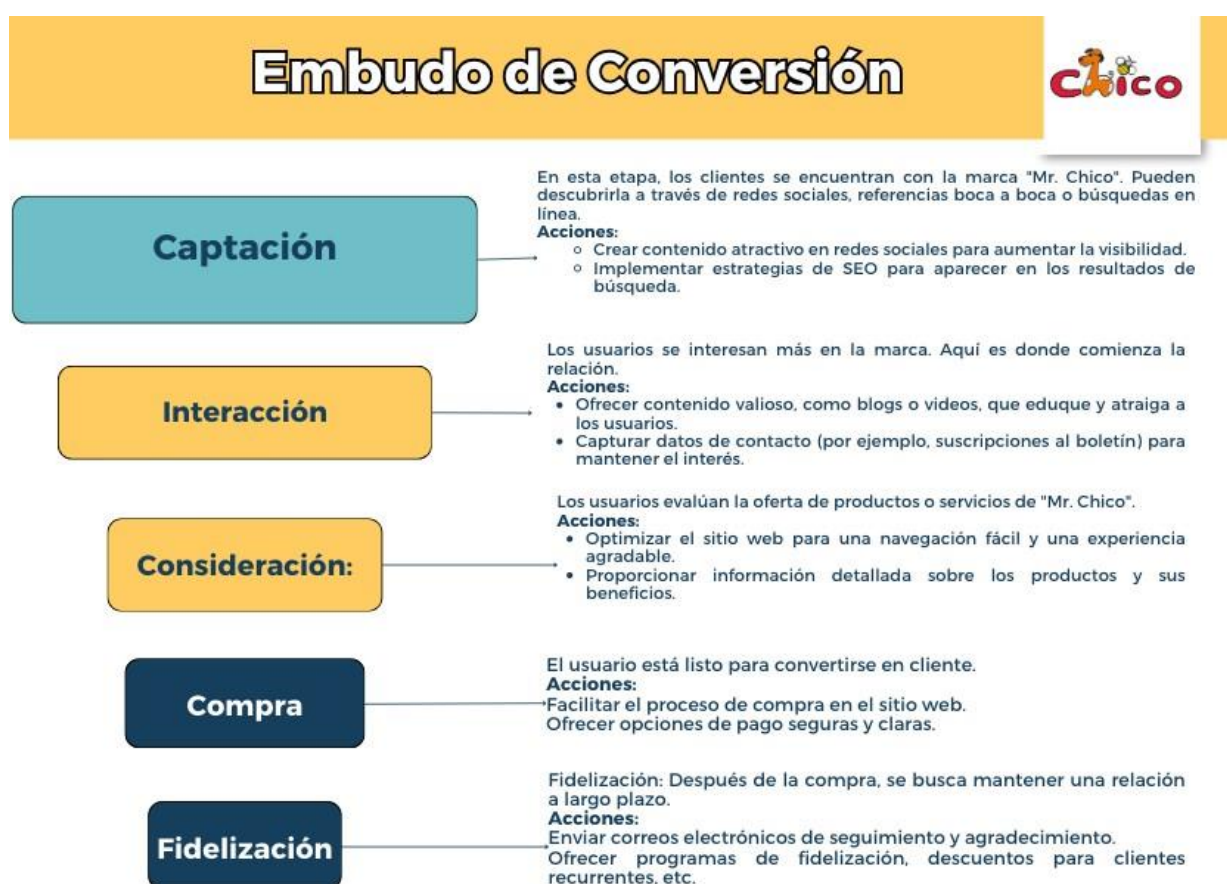 Embudo de Conversión
Chico
Captación
En esta etapa, los clientes se encuentran con la marca "Mr. Chico". Pueden
descubrirla a través de redes sociales, referencias boca a boca o búsquedas en
línea.
Acciones:
Crear contenido atractivo en redes sociales para aumentar la visibilidad.
Implementar estrategias de SEO para aparecer en los resultados de
búsqueda.
Interacción
Los usuarios se interesan más en la marca. Aquí es donde comienza la
relación.
Acciones:
Ofrecer contenido valioso, como blogs o videos, que eduque y atraiga a
los usuarios.
Capturar datos de contacto (por ejemplo, suscripciones al boletín) para
mantener el interés.
Consideración:
Los usuarios evalúan la oferta de productos o servicios de "Mr. Chico".
Acciones:
Optimizar el sitio web para una navegación fácil y una experiencia
agradable.
Proporcionar información detallada sobre los productos y sus
beneficios.
Compra
El usuario está listo para convertirse en cliente.
Acciones:
Facilitar el proceso de compra en el sitio web.
Ofrecer opciones de pago seguras y claras.
Fidelización
Fidelización: Después de la compra, se busca mantener una relación
a largo plazo.
Acciones:
Enviar correos electrónicos de seguimiento y agradecimiento.
Ofrecer programas de fidelización, descuentos para clientes
recurrentes, etc.